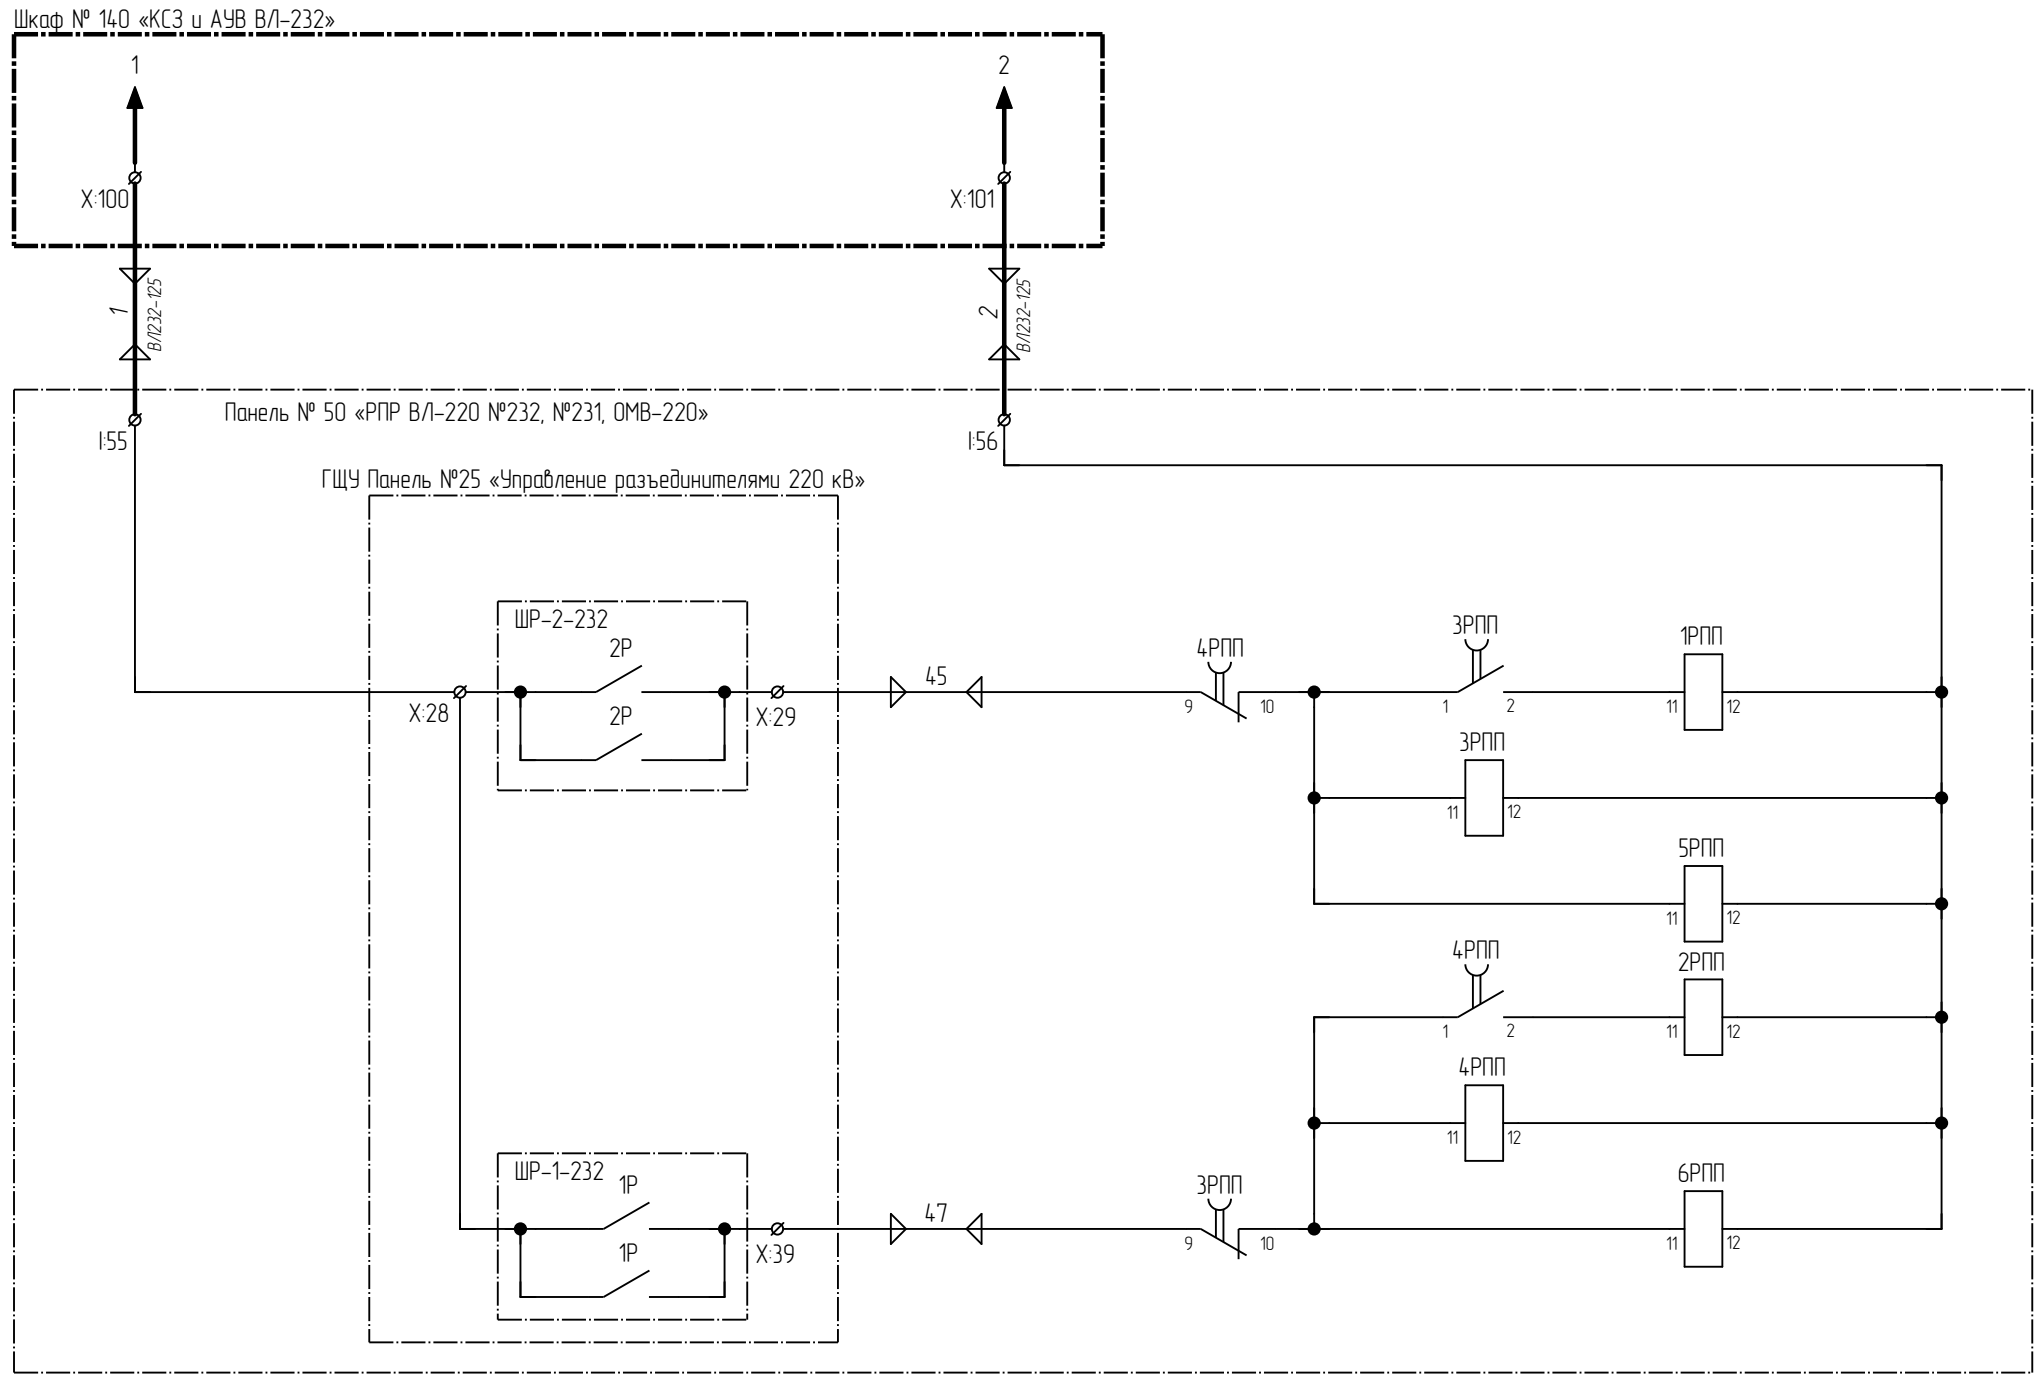 Шкаф № 140 «КСЗ и АУВ ВЛ-232»
1
2
X:100
X:101
1
ВЛ232-125
2
ВЛ232-125
Панель № 50 «РПР ВЛ-220 №232, №231, ОМВ-220»
I:55
I:56
ГЩУ Панель №25 «Управление разъединителями 220 кВ»
ШР-2-232
2Р
2Р
X:28
X:29
45
4РПП
9
10
3РПП
1
2
1РПП
11
12
3РПП
11
12
5РПП
11
12
4РПП
1
2
2РПП
11
12
4РПП
11
12
ШР-1-232
1Р
1Р
X:39
47
3РПП
9
10
6РПП
11
12